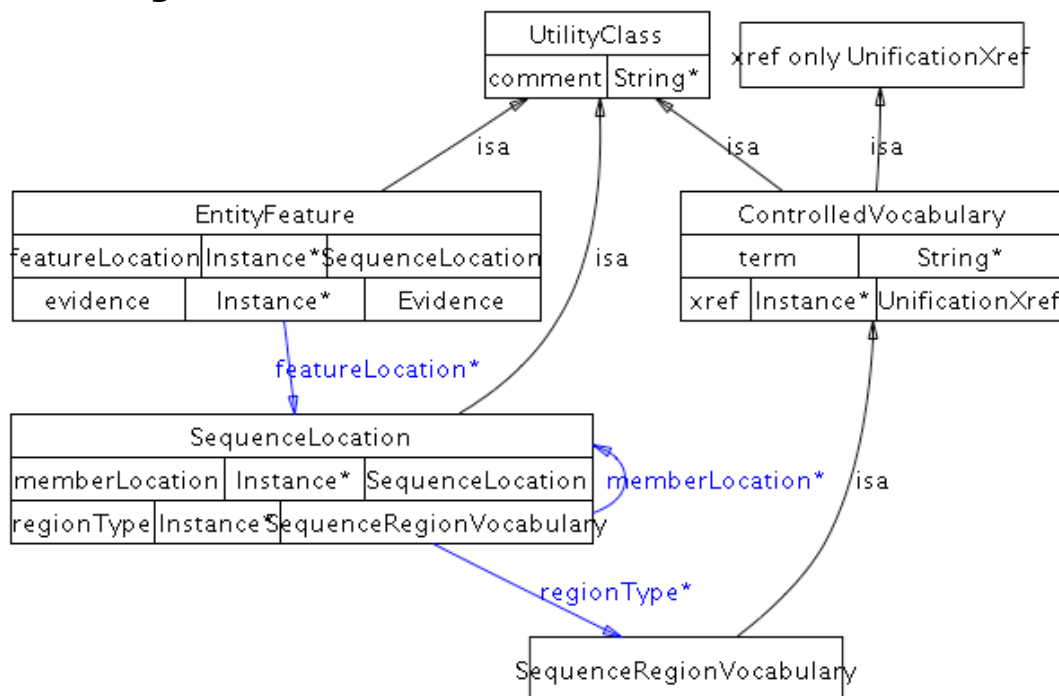 UtilityClass
comment String*
xref only UnificationXref
isa
isa
isa
EntityFeature
featureLocation Instance* SequenceLocation
evidence Instance* Evidence
ControlledVocabulary
term String*
xref Instance* UnificationXref
isa
featureLocation*
SequenceLocation
memberLocation Instance* SequenceLocation
regionType Instance* SequenceRegionVocabulary
memberLocation*
isa
regionType*
SequenceRegionVocabulary